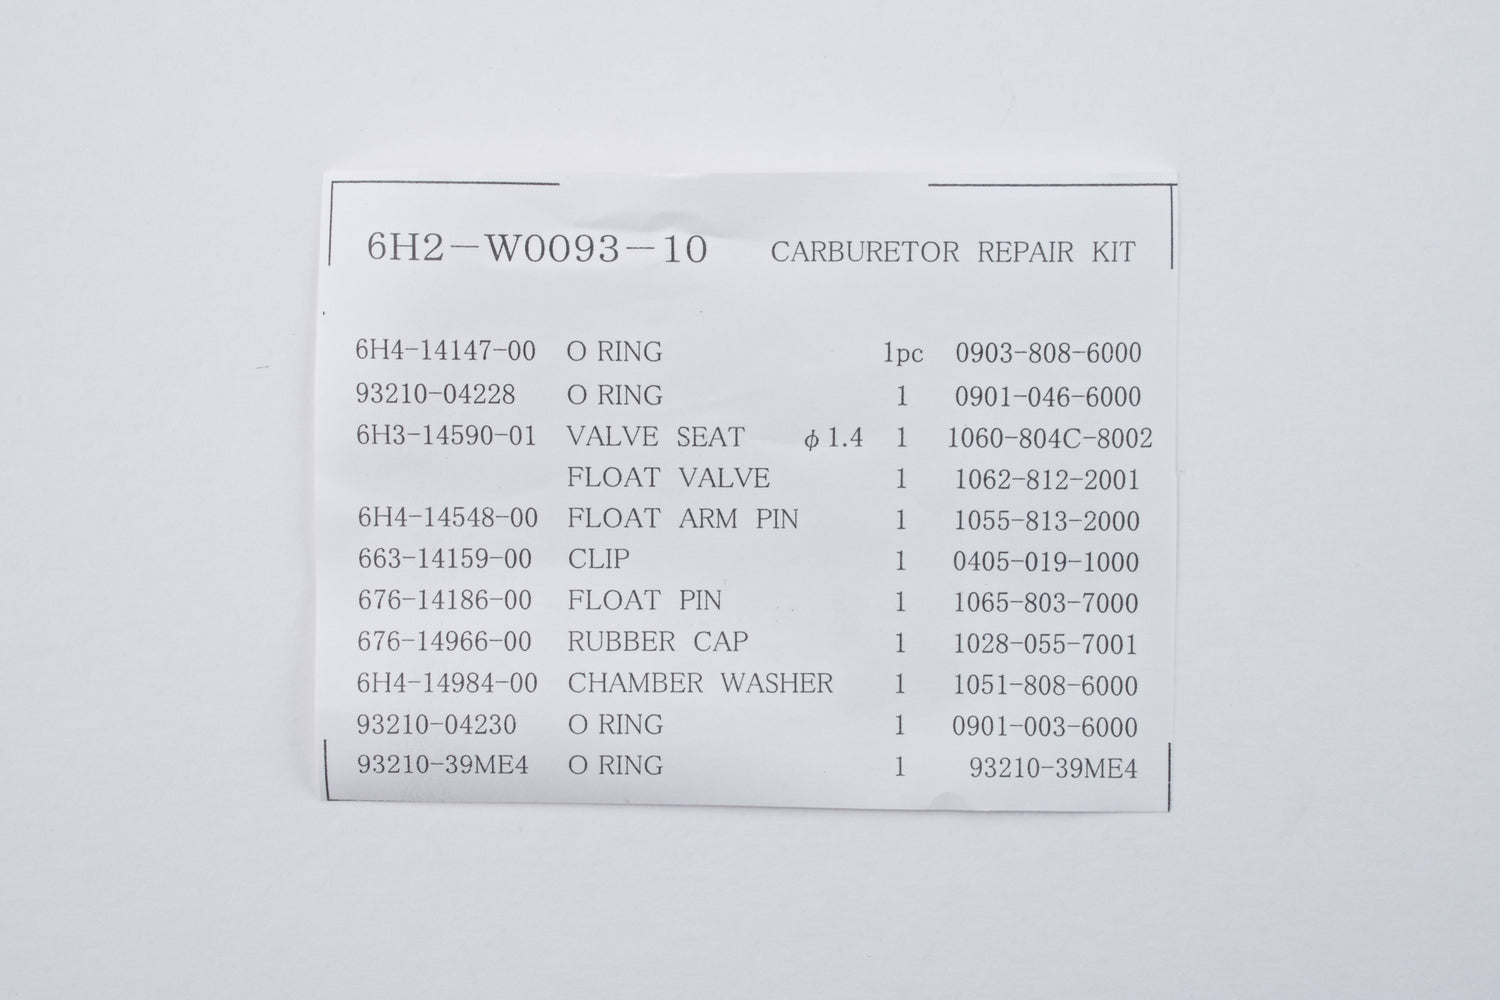 6H2-W0093-10 CARBURETOR REPAIR KIT
6H4-14147-00 O RING 1pc 0903-808-6000
93210-04228 O RING 1 0901-046-6000
6H3-14590-01 VALVE SEAT φ1.4 1 1060-804C-8002
FLOAT VALVE 1 1062-812-2001
6H4-14548-00 FLOAT ARM PIN 1 1055-813-2000
663-14159-00 CLIP 1 0405-019-1000
676-14186-00 FLOAT PIN 1 1065-803-7000
676-14966-00 RUBBER CAP 1 1028-055-7001
6H4-14984-00 CHAMBER WASHER 1 1051-808-6000
93210-04230 O RING 1 0901-003-6000
93210-39ME4 O RING 1 93210-39ME4